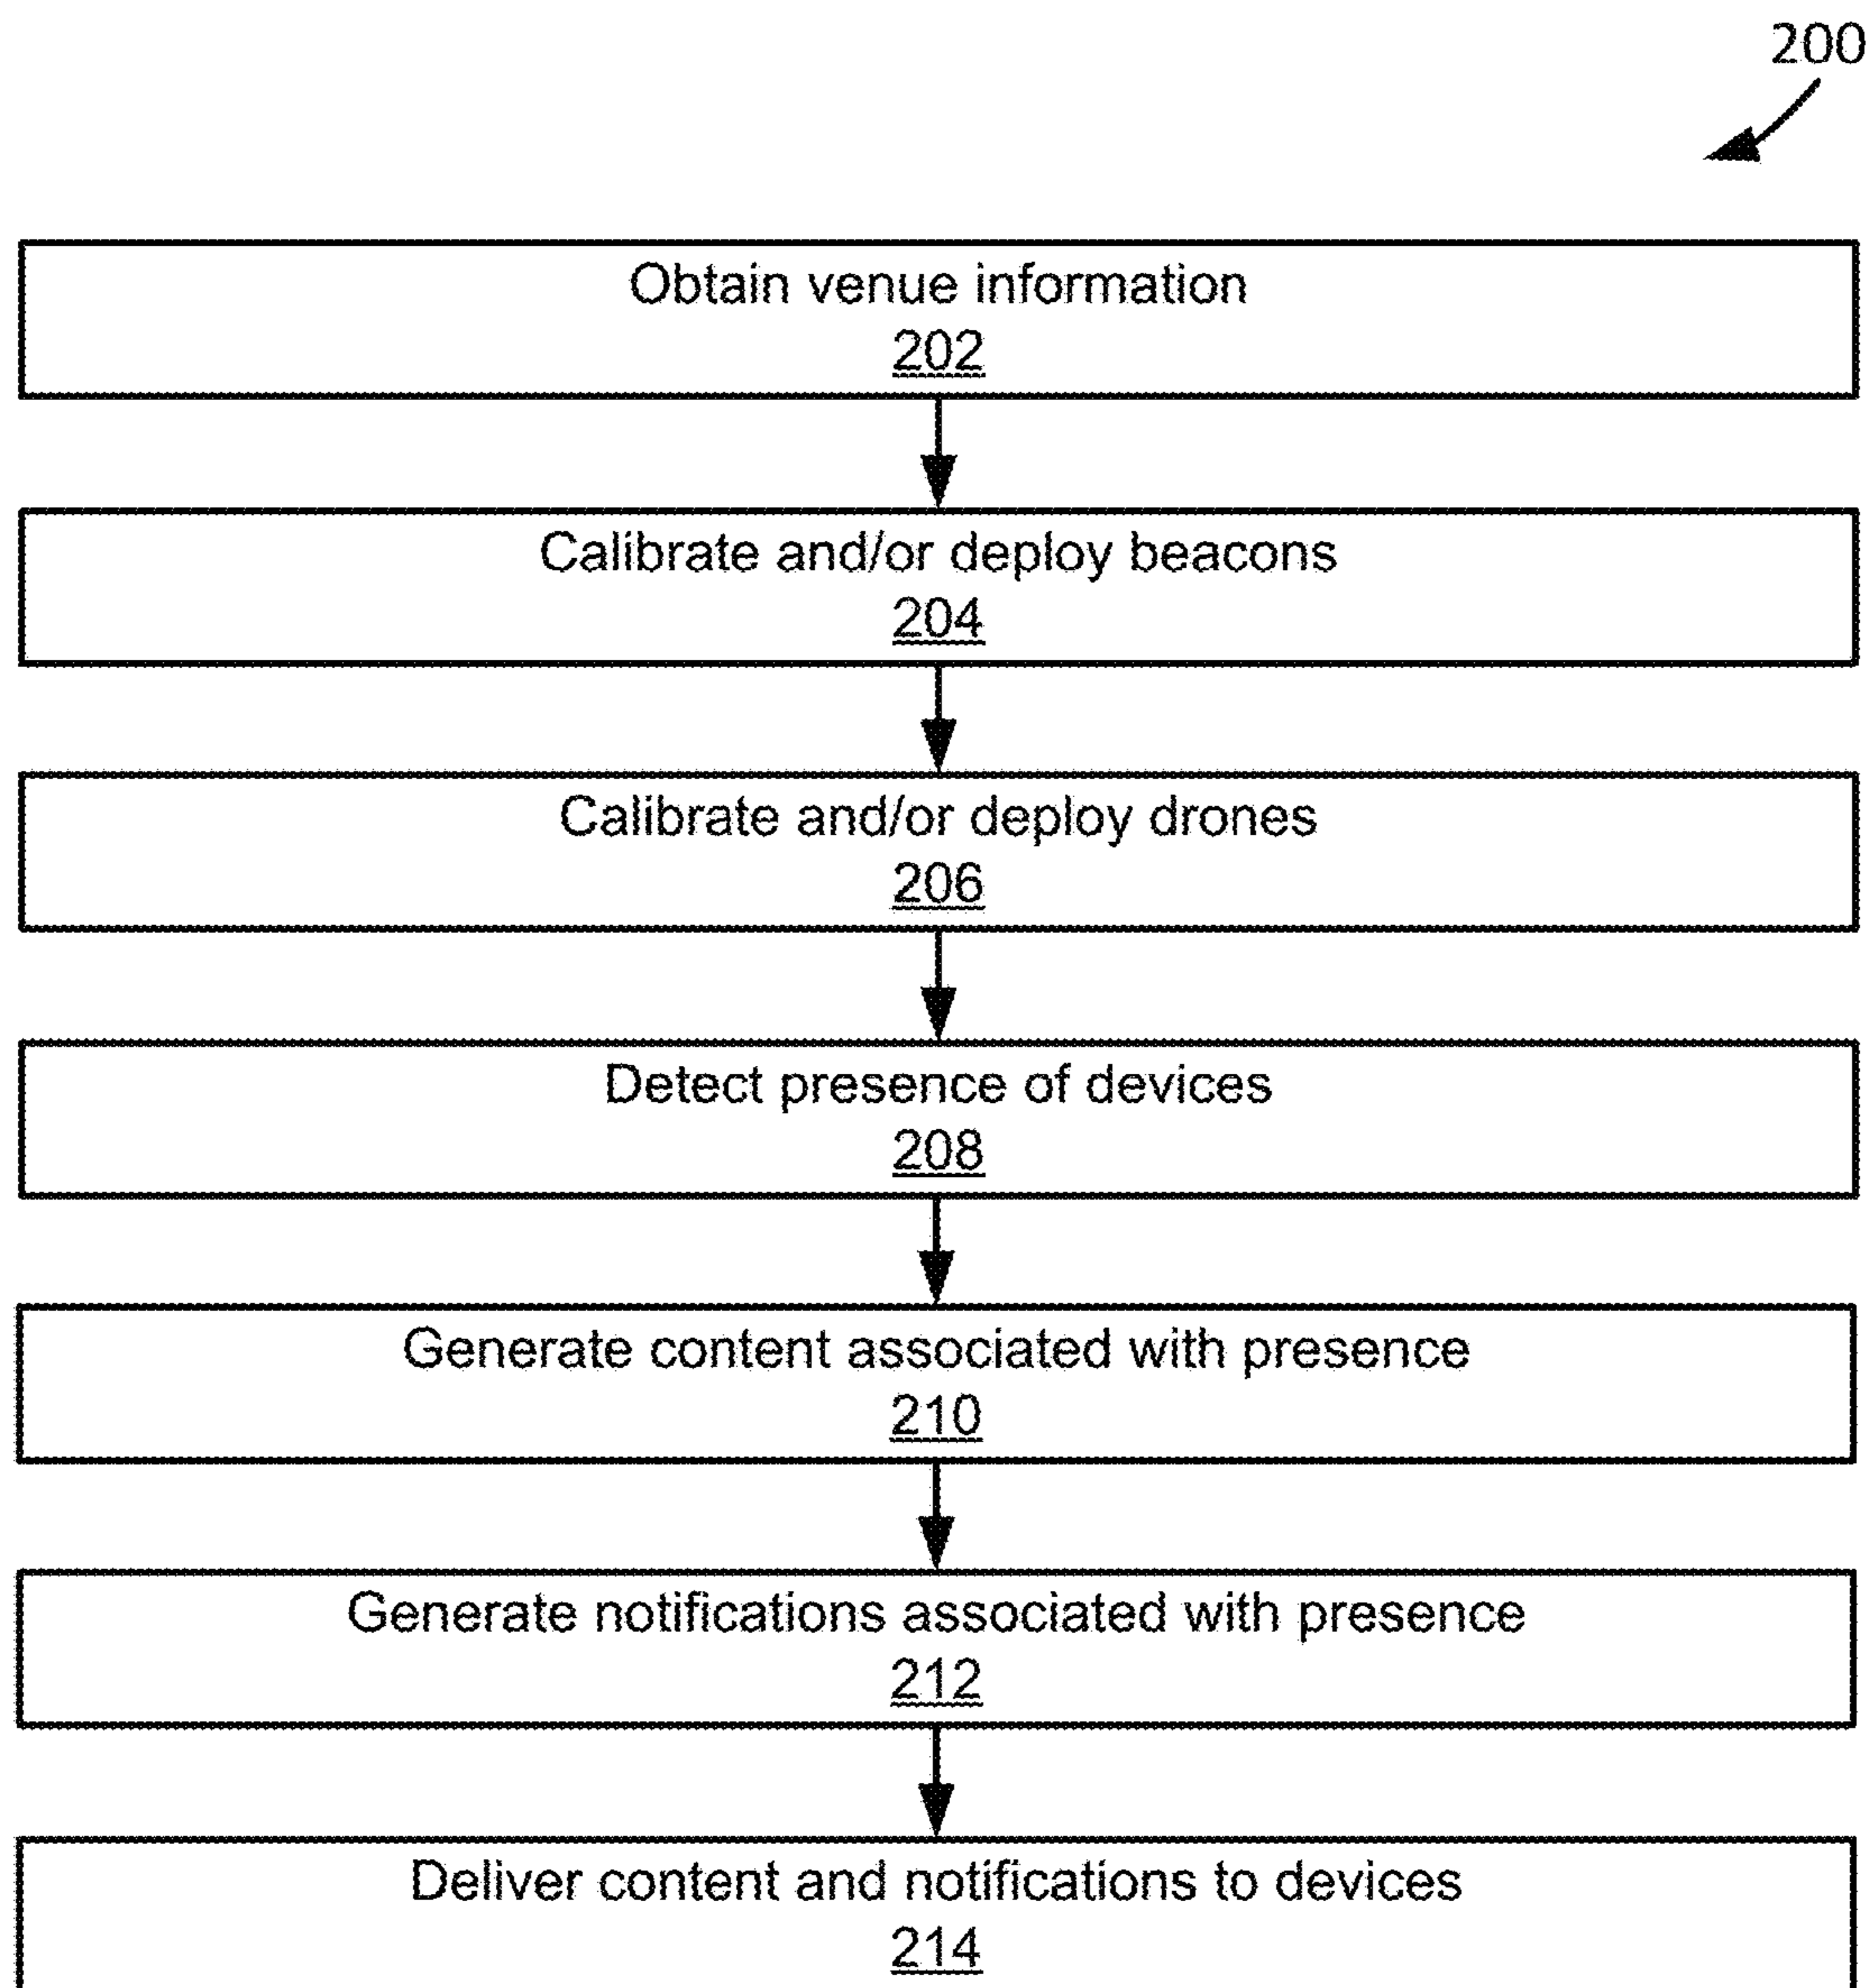 200
Obtain venue information
202
Calibrate and/or deploy beacons
204
Calibrate and/or deploy drones
206
Detect presence of devices
208
Generate content associated with presence
210
Generate notifications associated with presence
212
Deliver content and notifications to devices
214